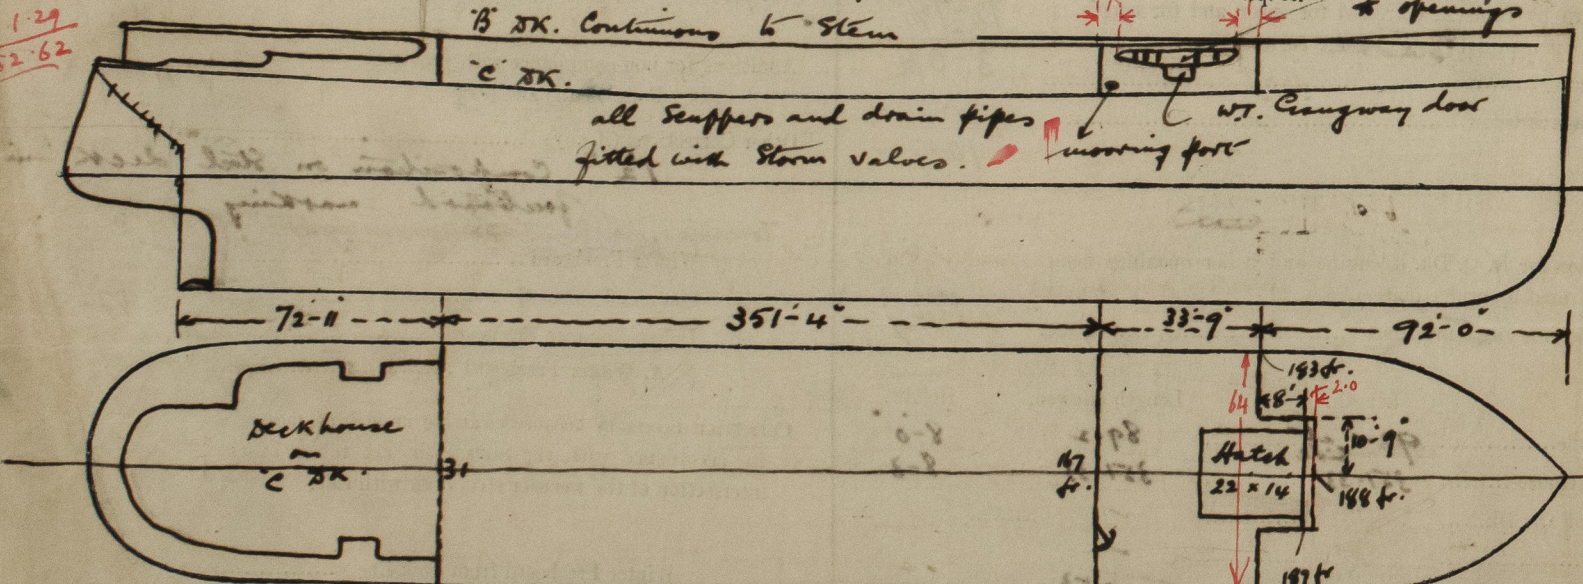 1·29
52·62
"B" DK. Continuous to Stem
& openings
"C" DK.
all Scuppers and drain pipes
fitted with Storm valves.
mooring port
W.T. Gangway door
72'-11"
351'-4"
33'-9"
92'-0"
183 fr.
64
8'
2.0
10'-9"
Deckhouse
on
"C" DK.
31
fr.
Hatch
22 × 14
188 fr.
187 fr